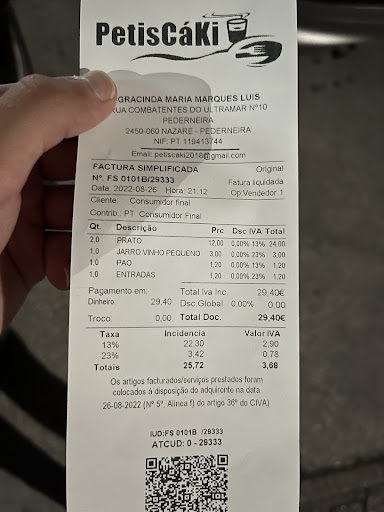 PetisCáKi
GRACINDA MARIA MARQUES LUIS
RUA COMBATENTES DO ULTRAMAR Nº10
PEDERNEIRA
2450-060 NAZARE - PEDERNEIRA
NIF: PT 119413744
Email: petiscaki2018@gmail.com
FACTURA SIMPLIFICADA Original
Nº. FS 0101B/29333 Fatura liquidada
Data: 2022-08-26 Hora: 21:12 Op Vendedor 1
Cliente: Consumidor final
Contrib.: PT Consumidor Final
Qt. Descrição Prc Dsc IVA Total
2,0 PRATO 12,00 0,00% 13% 24,00
1,0 JARRO VINHO PEQUENO 3,00 0,00% 23% 3,00
1,0 PAO 1,20 0,00% 13% 1,20
1,0 ENTRADAS 1,20 0,00% 23% 1,20
Pagamento em: Total Iva Inc. 29,40€
Dinheiro: 29,40 Dsc Global 0,00% 0,00
Troco: 0,00 Total Doc. 29,40€
Taxa Incidencia Valor IVA
13% 22,30 2,90
23% 3,42 0,78
Totais 25,72 3,68
Os artigos facturados/serviços prestados foram
colocados à disposição do adquirente na data
26-08-2022 (Nº 5º, Alinea f) do artigo 36º do CIVA)
IUD:FS 0101B /29333
ATCUD: 0 - 29333